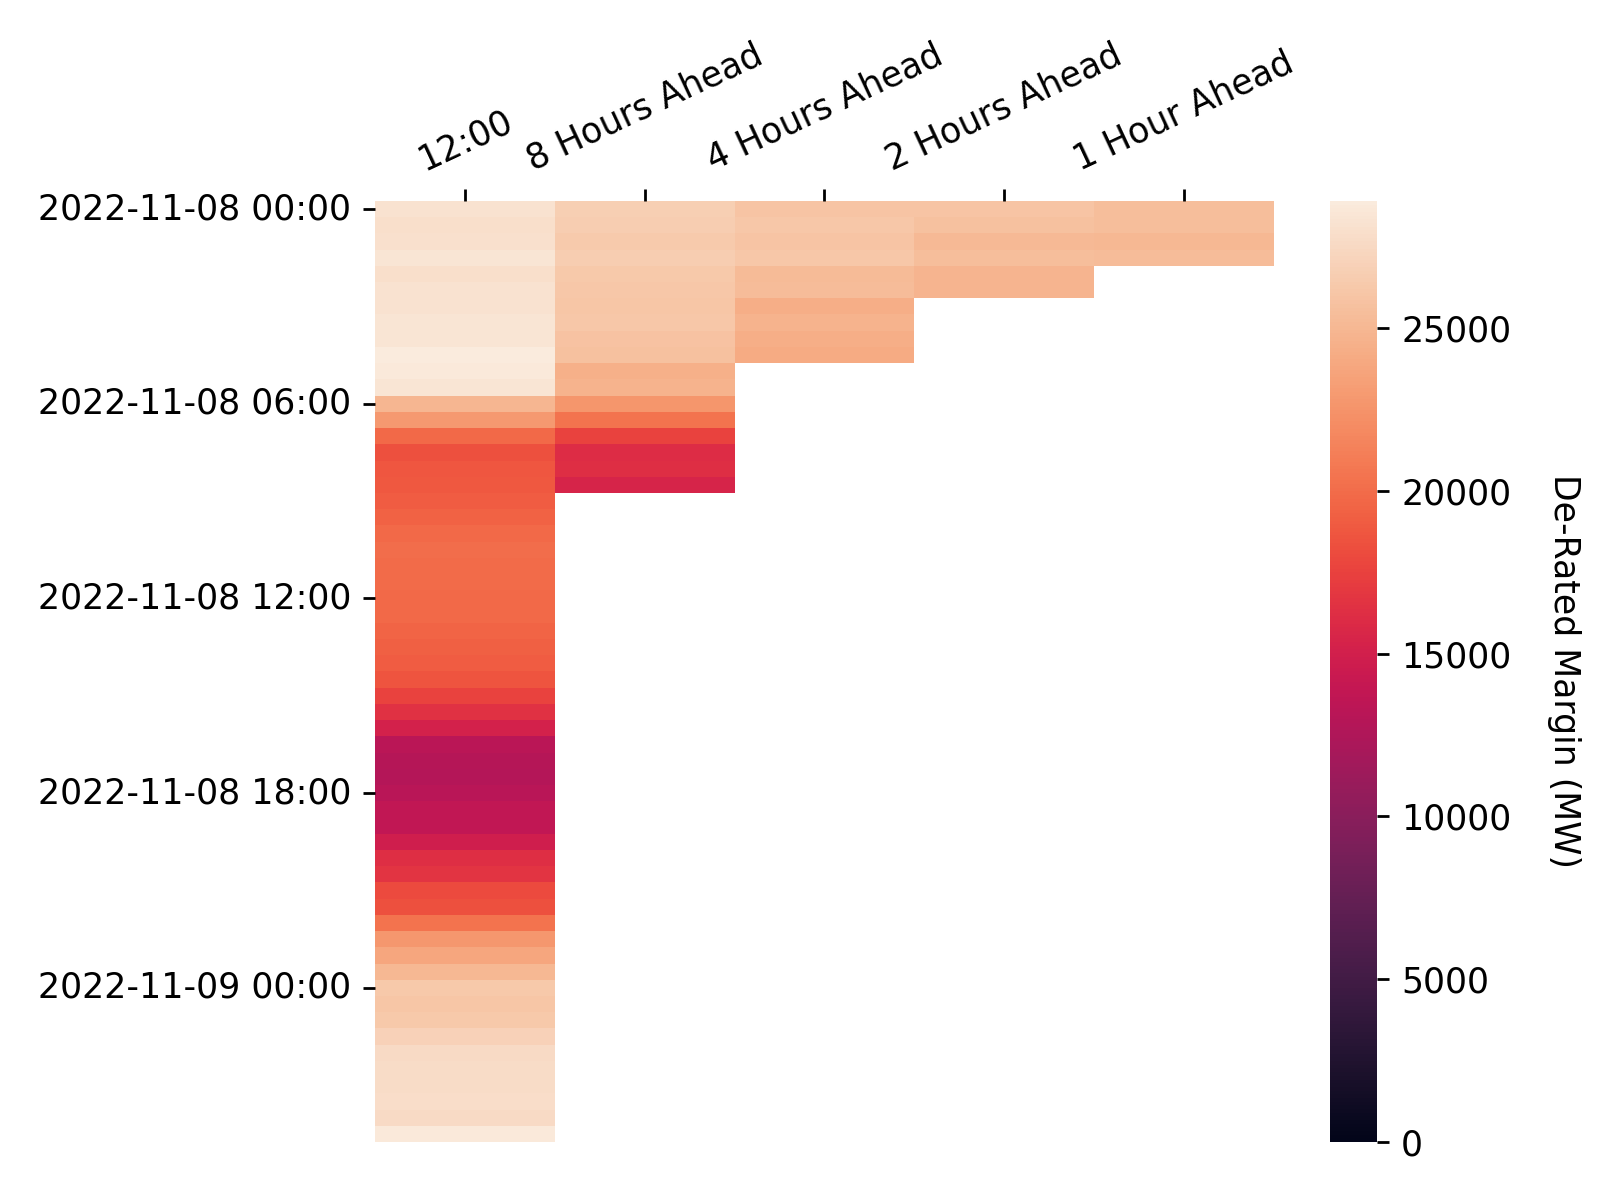 12:00
8 Hours Ahead
4 Hours Ahead
2 Hours Ahead
1 Hour Ahead
2022-11-08 00:00
2022-11-08 06:00
2022-11-08 12:00
2022-11-08 18:00
2022-11-09 00:00
25000
20000
15000
10000
5000
0
De-Rated Margin (MW)